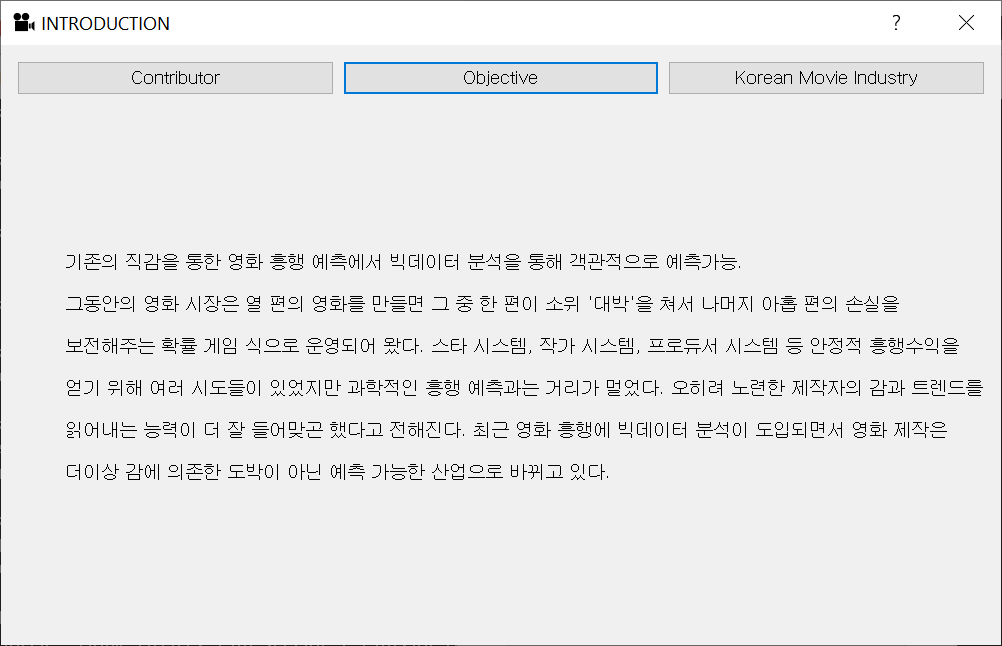 INTRODUCTION
?
Contributor
Objective
Korean Movie Industry
기존의 직감을 통한 영화 흥행 예측에서 빅데이터 분석을 통해 객관적으로 예측가능.
그동안의 영화 시장은 열 편의 영화를 만들면 그 중 한 편이 소위 '대박'을 쳐서 나머지 아홉 편의 손실을
보전해주는 확률 게임 식으로 운영되어 왔다. 스타 시스템, 작가 시스템, 프로듀서 시스템 등 안정적 흥행수익을
얻기 위해 여러 시도들이 있었지만 과학적인 흥행 예측과는 거리가 멀었다. 오히려 노련한 제작자의 감과 트렌드를
읽어내는 능력이 더 잘 들어맞곤 했다고 전해진다. 최근 영화 흥행에 빅데이터 분석이 도입되면서 영화 제작은
더이상 감에 의존한 도박이 아닌 예측 가능한 산업으로 바뀌고 있다.